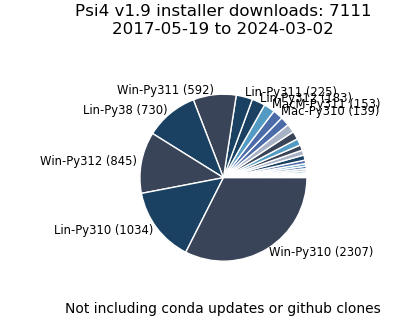 Psi4 v1.9 installer downloads: 7111
2017-05-19 to 2024-03-02
Win-Py311 (592)
Lin-Py311 (225)
Lin-Py312 (183)
MacM-Py311 (153)
Mac-Py310 (139)
Lin-Py38 (730)
Win-Py312 (845)
Lin-Py310 (1034)
Win-Py310 (2307)
Not including conda updates or github clones